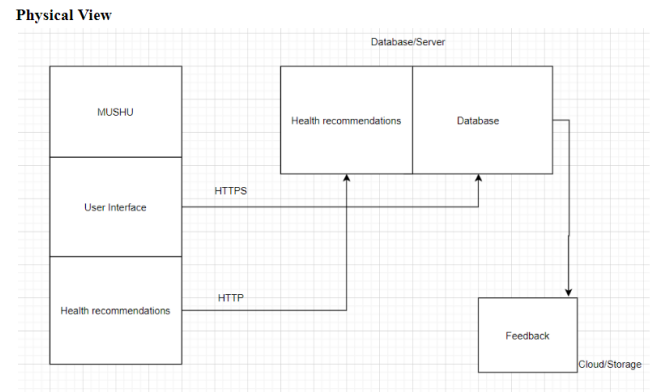 Physical View
Database/Server
MUSHU
Health recommendations
Database
User Interface
HTTPS
HTTP
Health recommendations
Feedback
Cloud/Storage